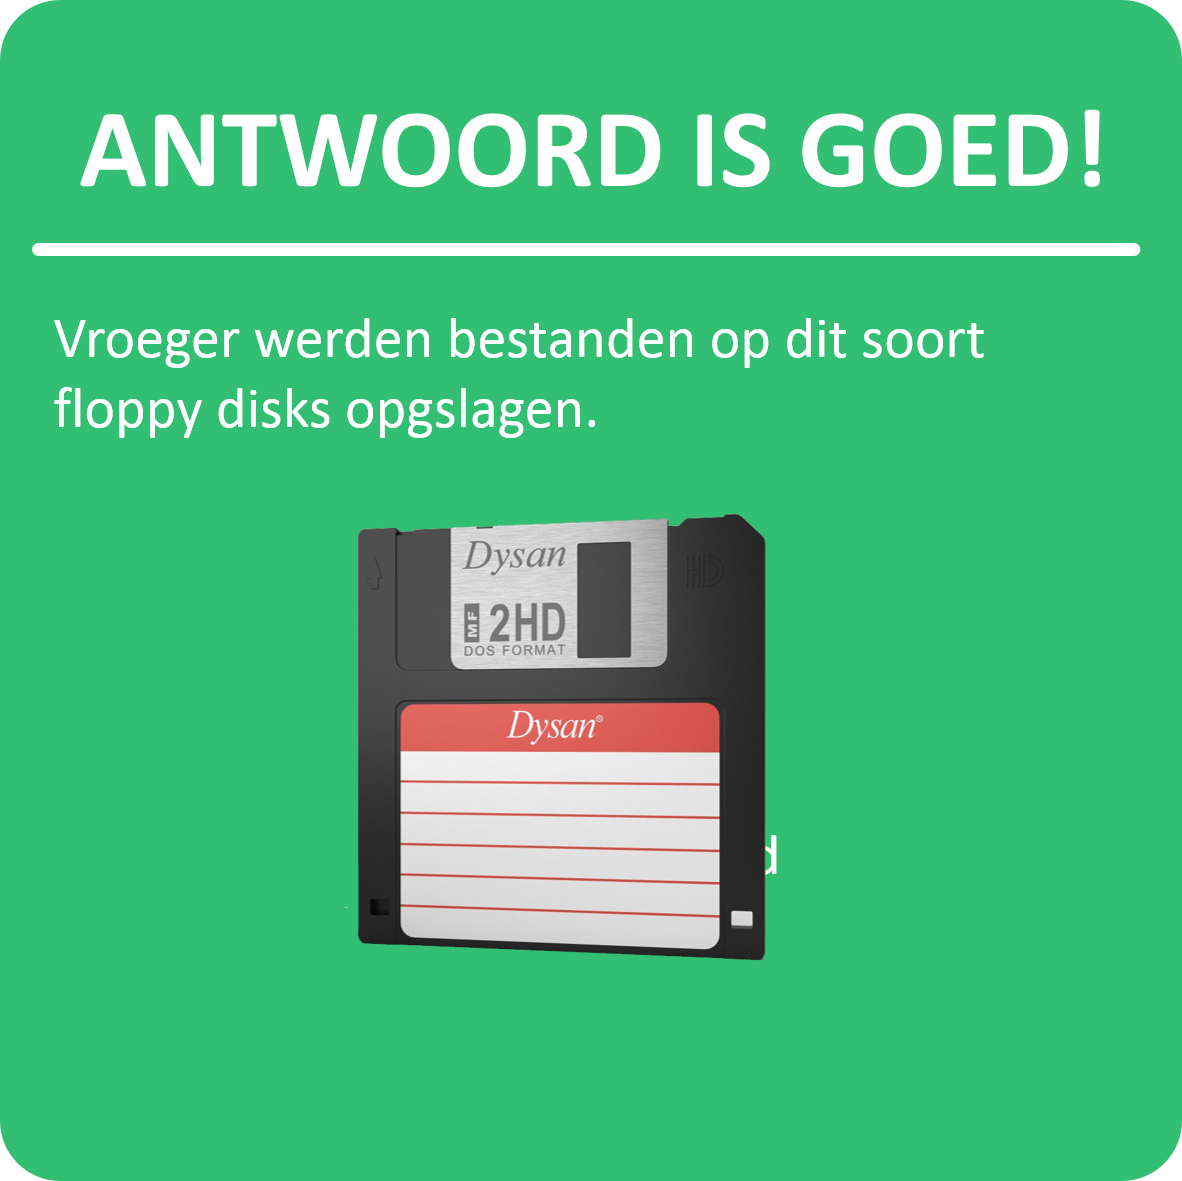 ANTWOORD IS GOED!
Vroeger werden bestanden op dit soort
floppy disks opgslagen.
Dysan
HD
MF 2HD
DOS FORMAT
Dysan®
d